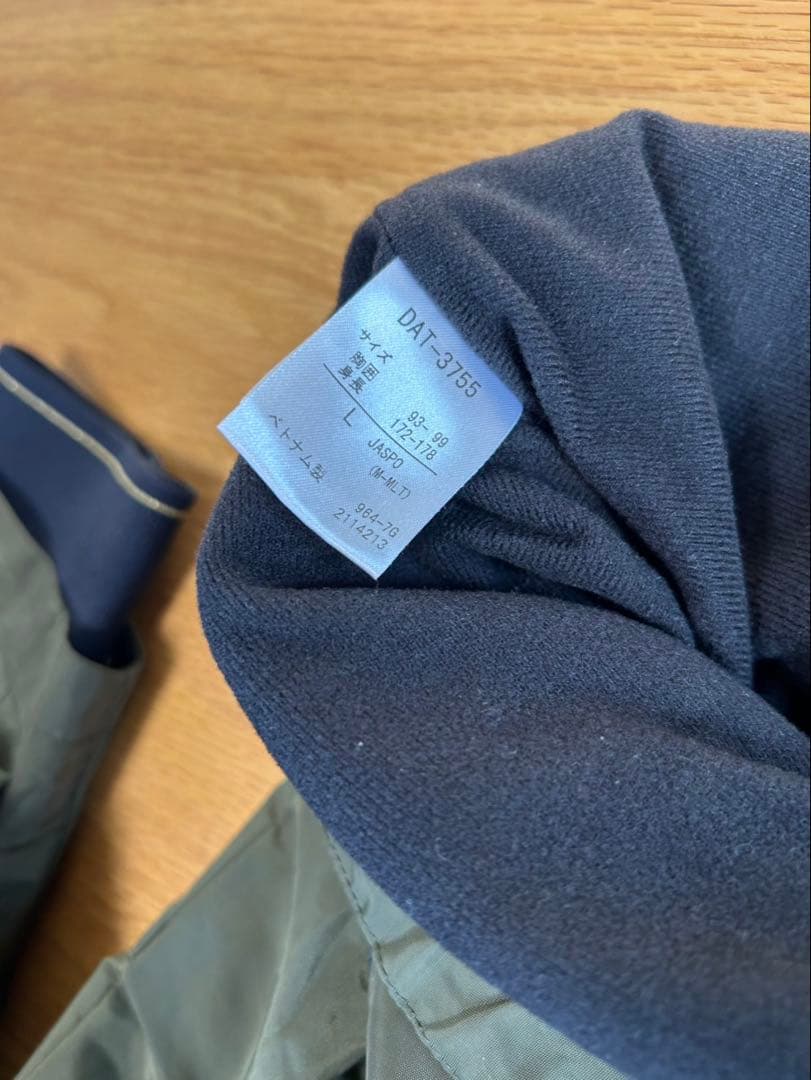 DAT-3755
サイズ
胸囲 93- 99
身長 172-178
L JASPO
(M-MLT)
ベトナム製
964-7G
2114213